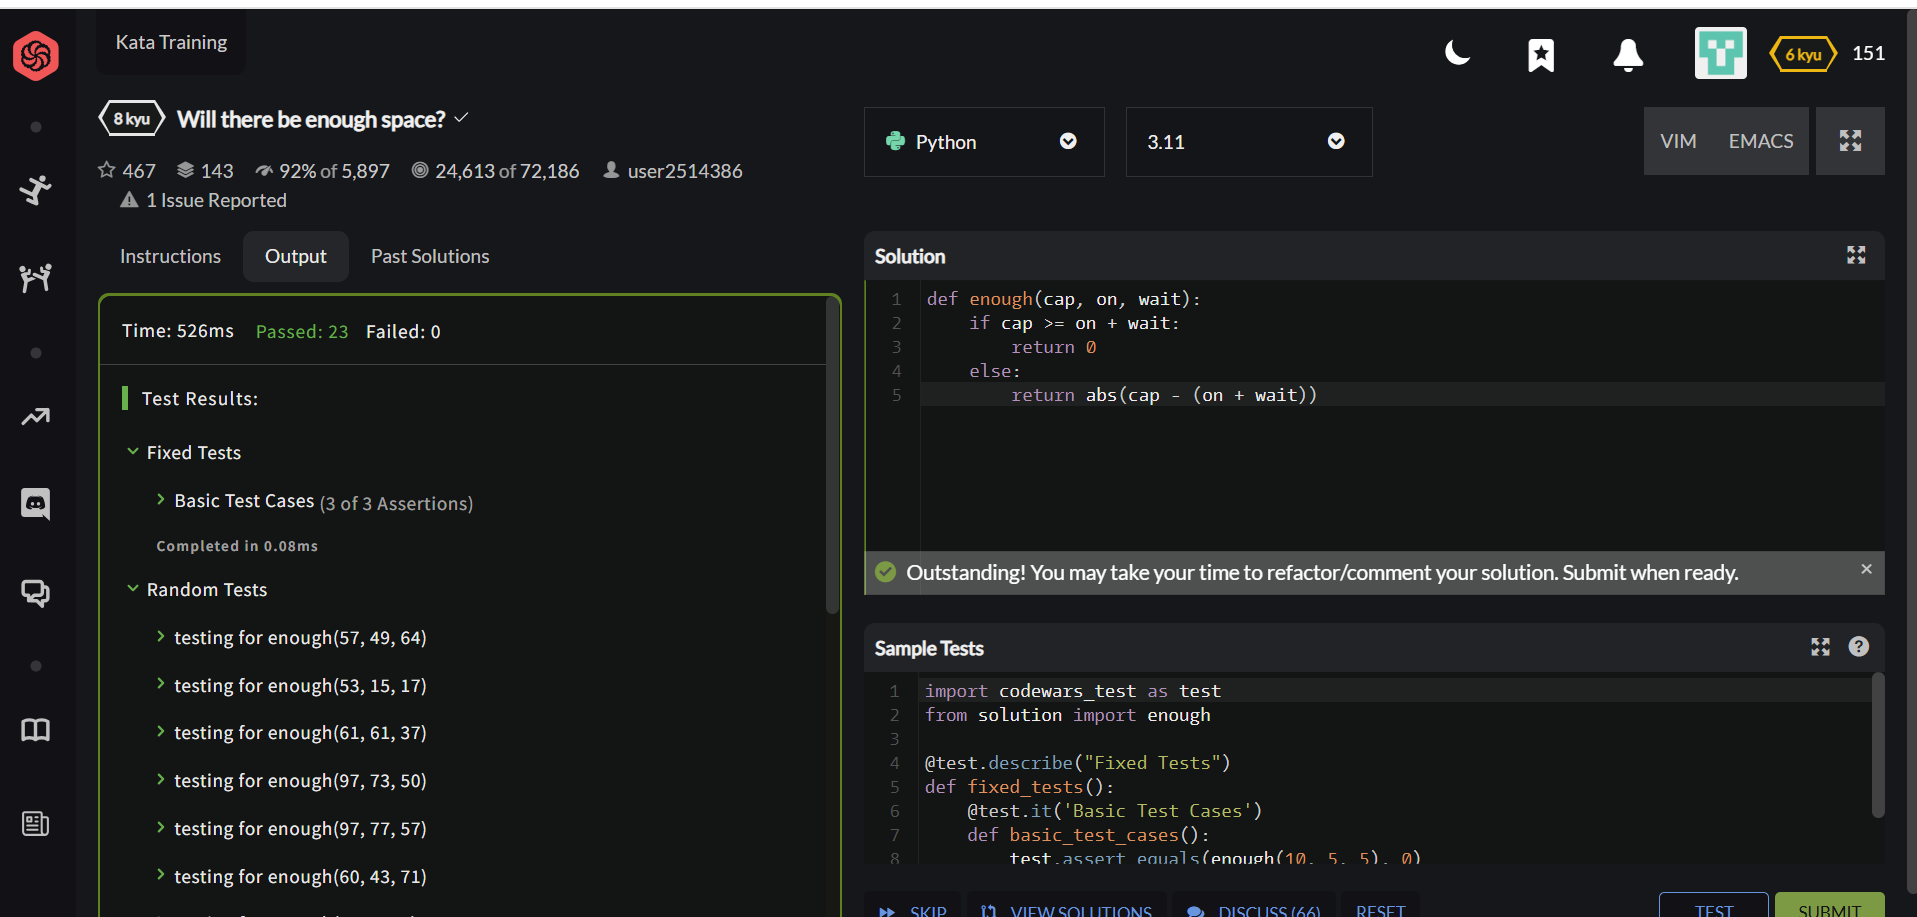 Kata Training
6 kyu 151
8 kyu Will there be enough space?
467 143 92% of 5,897 24,613 of 72,186 user2514386
1 Issue Reported
Python 3.11 VIM EMACS
Instructions Output Past Solutions
Time: 526ms Passed: 23 Failed: 0
Test Results:
Fixed Tests
Basic Test Cases (3 of 3 Assertions)
Completed in 0.08ms
Random Tests
testing for enough(57, 49, 64)
testing for enough(53, 15, 17)
testing for enough(61, 61, 37)
testing for enough(97, 73, 50)
testing for enough(97, 77, 57)
testing for enough(60, 43, 71)
Solution
1 def enough(cap, on, wait):
2     if cap >= on + wait:
3         return 0
4     else:
5         return abs(cap - (on + wait))
Outstanding! You may take your time to refactor/comment your solution. Submit when ready.
Sample Tests
1 import codewars_test as test
2 from solution import enough
3
4 @test.describe("Fixed Tests")
5 def fixed_tests():
6     @test.it('Basic Test Cases')
7     def basic_test_cases():
8         test.assert_equals(enough(10, 5, 5), 0)
SKIP VIEW SOLUTIONS DISCUSS (66) RESET TEST SUBMIT